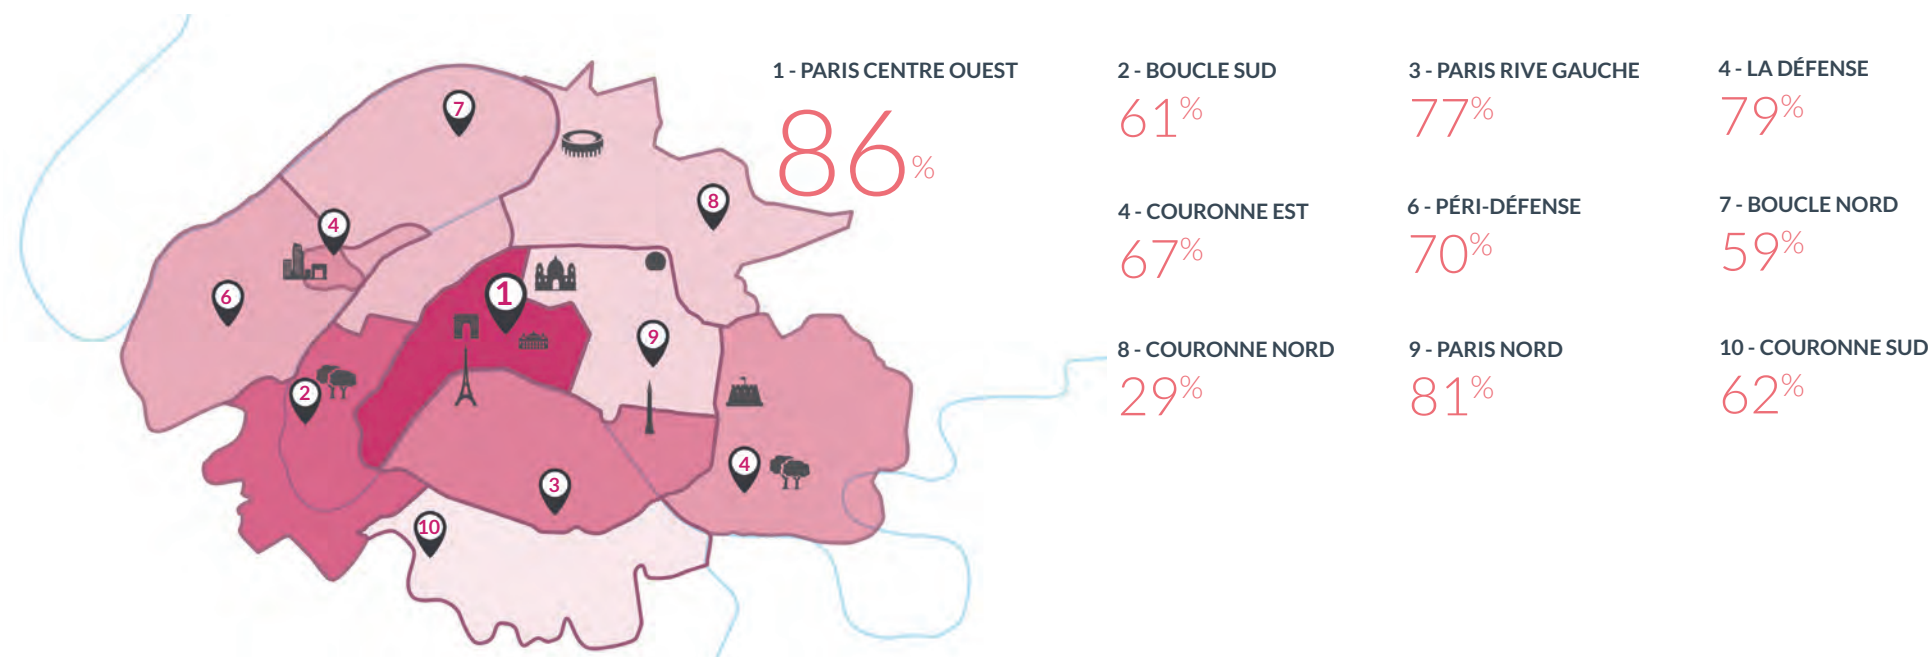 1 - PARIS CENTRE OUEST
86%
2 - BOUCLE SUD
61%
3 - PARIS RIVE GAUCHE
77%
4 - LA DÉFENSE
79%
4 - COURONNE EST
67%
6 - PÉRI-DÉFENSE
70%
7 - BOUCLE NORD
59%
8 - COURONNE NORD
29%
9 - PARIS NORD
81%
10 - COURONNE SUD
62%
7
8
4
6
1
9
2
4
3
10